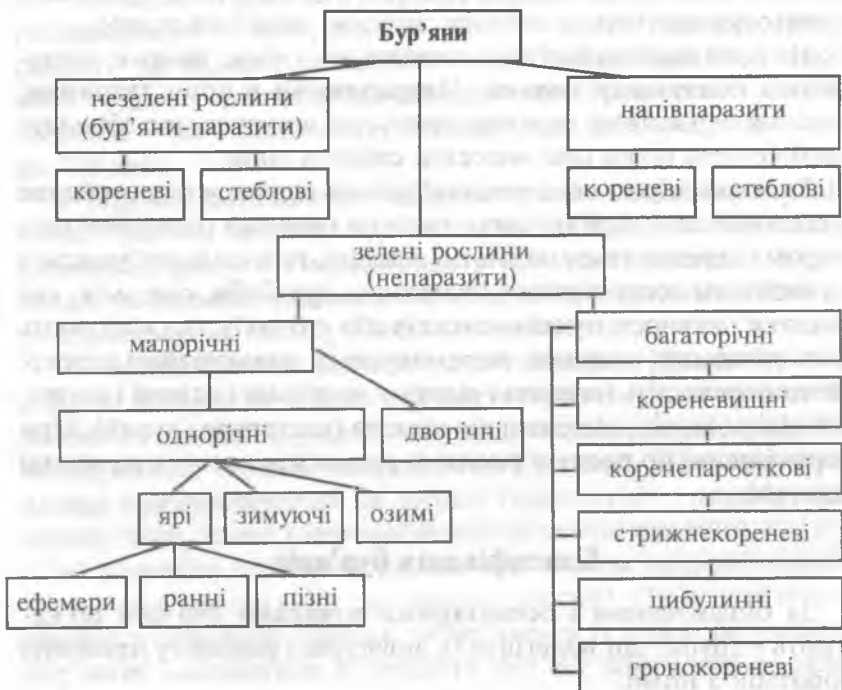 Бур’яни
незелені рослини
(бур’яни-паразити)
напівпаразити
кореневі
стеблові
кореневі
стеблові
зелені рослини
(непаразити)
малорічні
багаторічні
кореневищні
однорічні
дворічні
коренепаросткові
ярі
зимуючі
озимі
стрижнекореневі
ефемери
ранні
пізні
цибулинні
гронокореневі